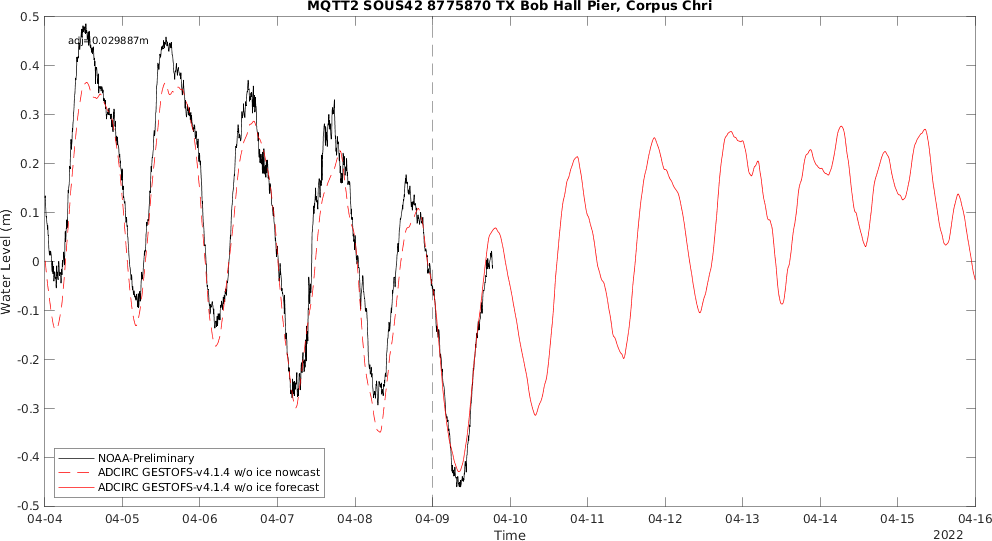 MQTT2 SOUS42 8775870 TX Bob Hall Pier, Corpus Chri
0.5
0.4
0.3
0.2
0.1
0
-0.1
-0.2
-0.3
-0.4
-0.5
Water Level (m)
adj=0.029887m
NOAA-Preliminary
ADCIRC GESTOFS-v4.1.4 w/o ice nowcast
ADCIRC GESTOFS-v4.1.4 w/o ice forecast
04-04 04-05 04-06 04-07 04-08 04-09 04-10 04-11 04-12 04-13 04-14 04-15 04-16
Time
2022